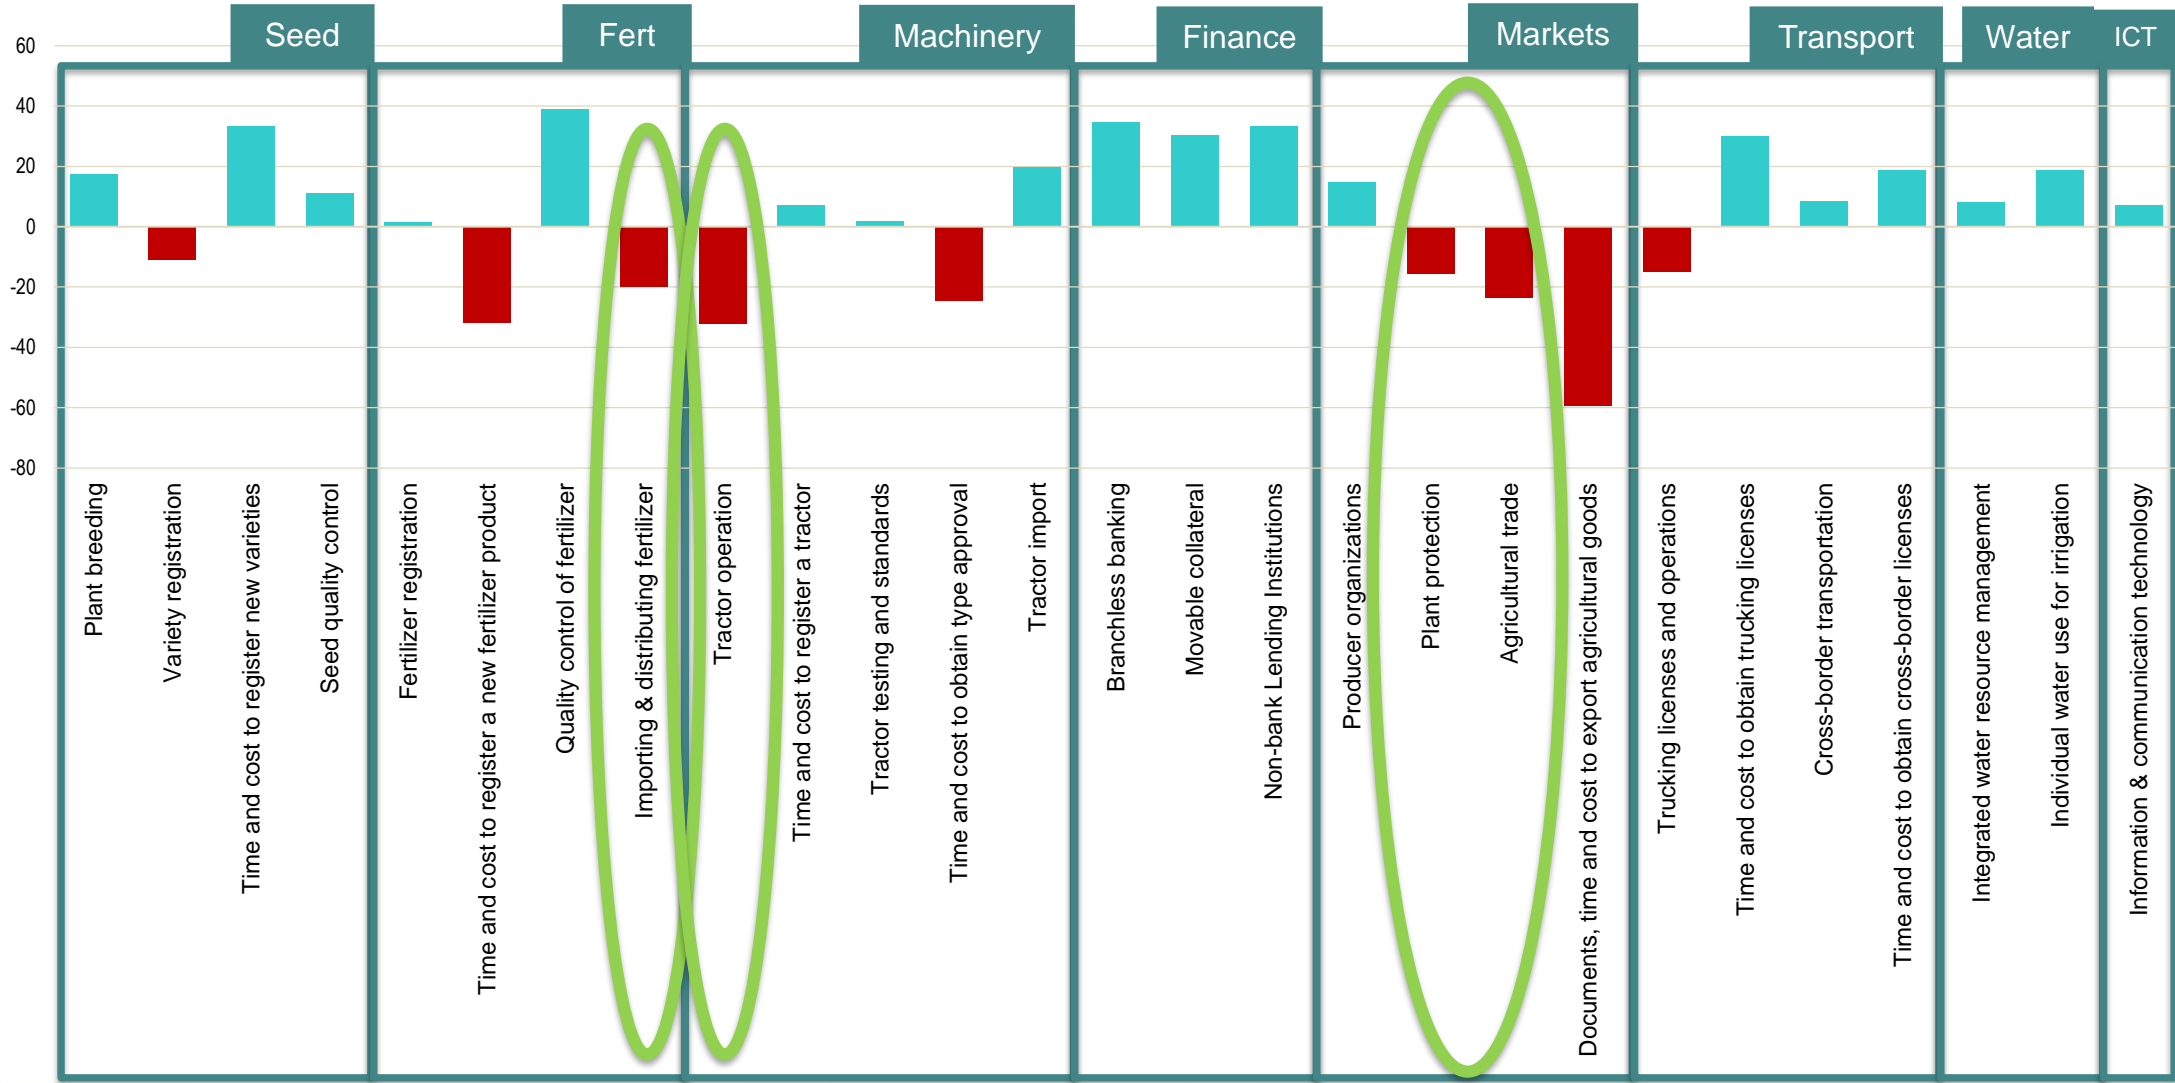 Seed
Fert
Machinery
Finance
Markets
Transport
Water
ICT
60
40
20
0
-20
-40
-60
-80
Plant breeding
Variety registration
Time and cost to register new varieties
Seed quality control
Fertilizer registration
Time and cost to register a new fertilizer product
Quality control of fertilizer
Importing & distributing fertilizer
Tractor operation
Time and cost to register a tractor
Tractor testing and standards
Time and cost to obtain type approval
Tractor import
Branchless banking
Movable collateral
Non-bank Lending Institutions
Producer organizations
Plant protection
Agricultural trade
Documents, time and cost to export agricultural goods
Trucking licenses and operations
Time and cost to obtain trucking licenses
Cross-border transportation
Time and cost to obtain cross-border licenses
Integrated water resource management
Individual water use for irrigation
Information & communication technology